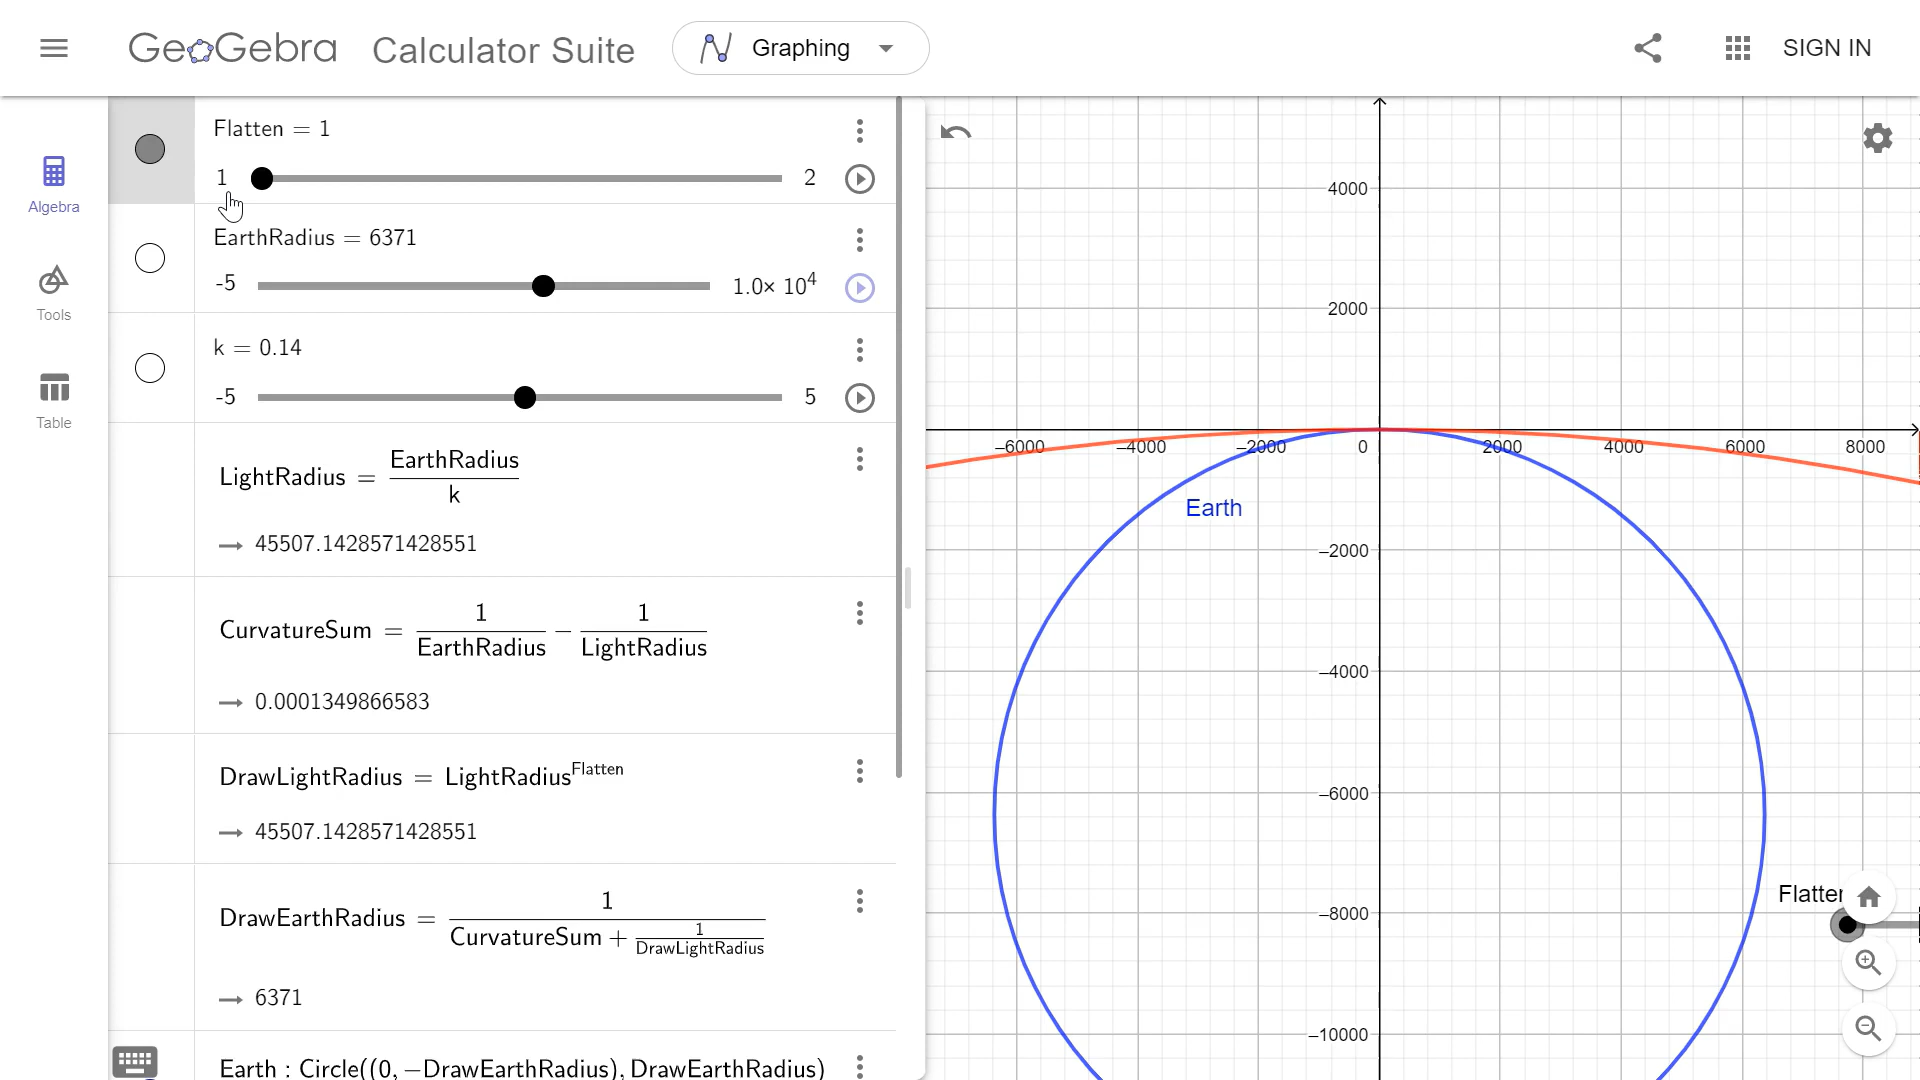 GeoGebra Calculator Suite Graphing SIGN IN
Algebra
Tools
Table
Flatten = 1
1 2
EarthRadius = 6371
-5 1.0× 10⁴
k = 0.14
-5 5
LightRadius = EarthRadius / k
→ 45507.1428571428551
CurvatureSum = 1 / EarthRadius − 1 / LightRadius
→ 0.0001349866583
DrawLightRadius = LightRadius^Flatten
→ 45507.1428571428551
DrawEarthRadius = 1 / (CurvatureSum + 1 / DrawLightRadius)
→ 6371
Earth : Circle((0, −DrawEarthRadius), DrawEarthRadius)
4000
2000
−6000 −4000 −2000 0 2000 4000 6000 8000
Earth
−2000
−4000
−6000
−8000
−10000
Flatten